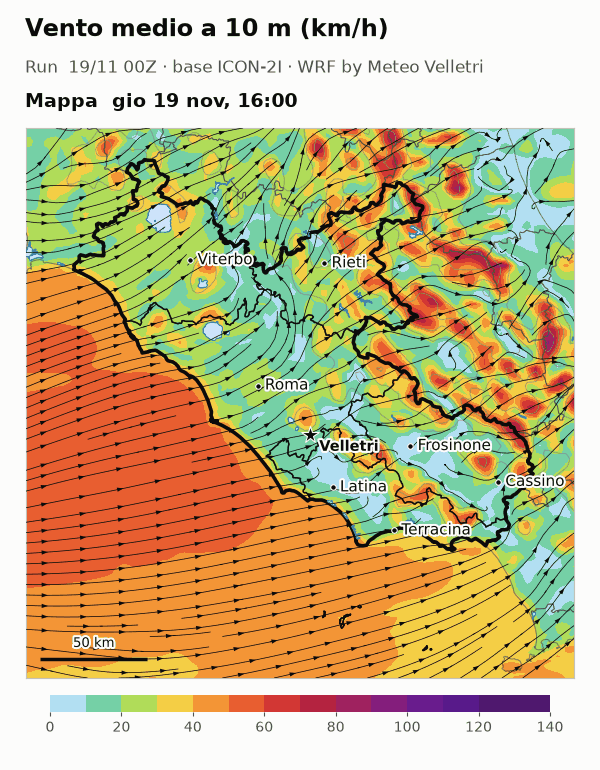 Vento medio a 10 m (km/h)
Run 19/11 00Z · base ICON-2I · WRF by Meteo Velletri
Mappa gio 19 nov, 16:00
Viterbo
Rieti
Roma
Velletri
Frosinone
Cassino
Latina
Terracina
50 km
0 20 40 60 80 100 120 140